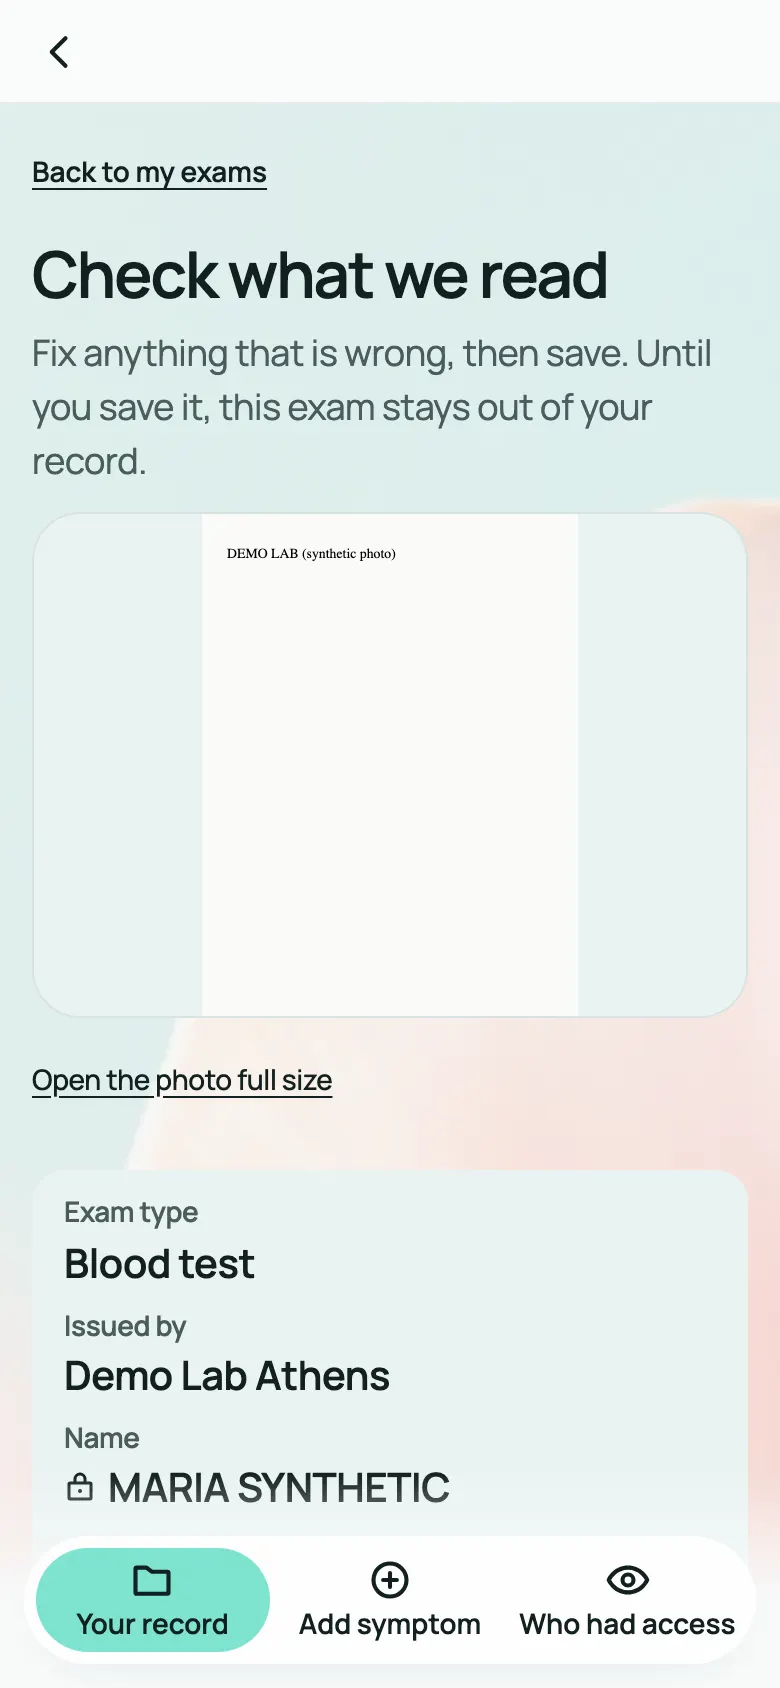 Back to my exams
Check what we read
Fix anything that is wrong, then save. Until
you save it, this exam stays out of your
record.
DEMO LAB (synthetic photo)
Open the photo full size
Exam type
Blood test
Issued by
Demo Lab Athens
Name
MARIA SYNTHETIC
Your record
Add symptom
Who had access